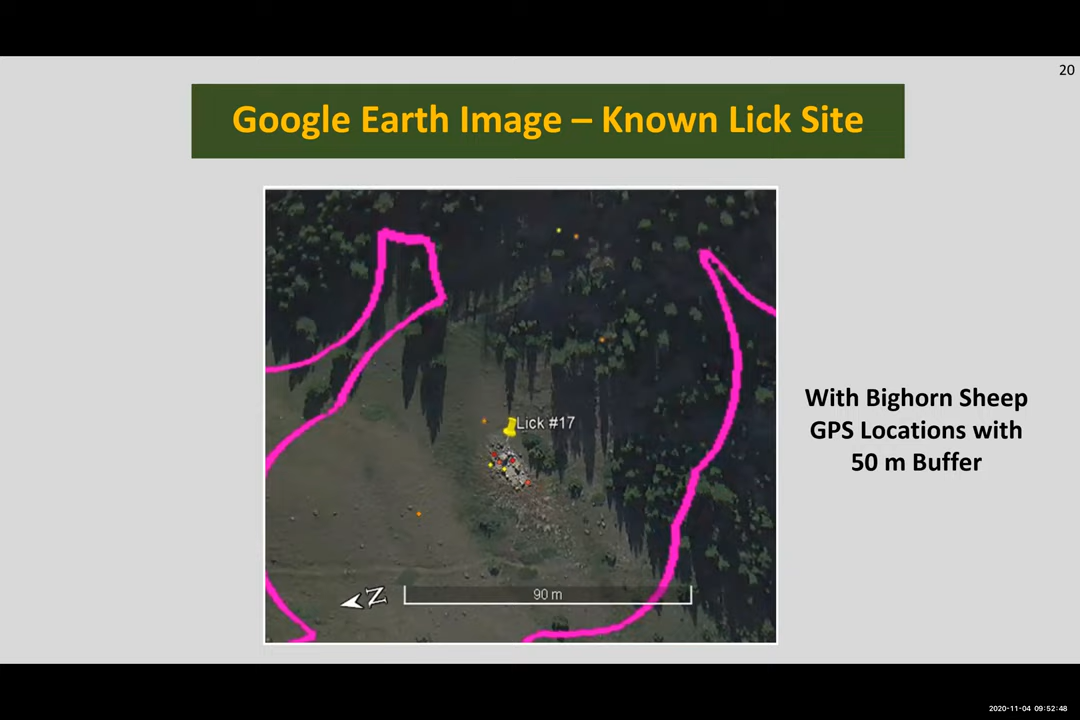 20
Google Earth Image – Known Lick Site
Lick #17
With Bighorn Sheep
GPS Locations with
50 m Buffer
N
90 m
2020-11-04 09:52:48